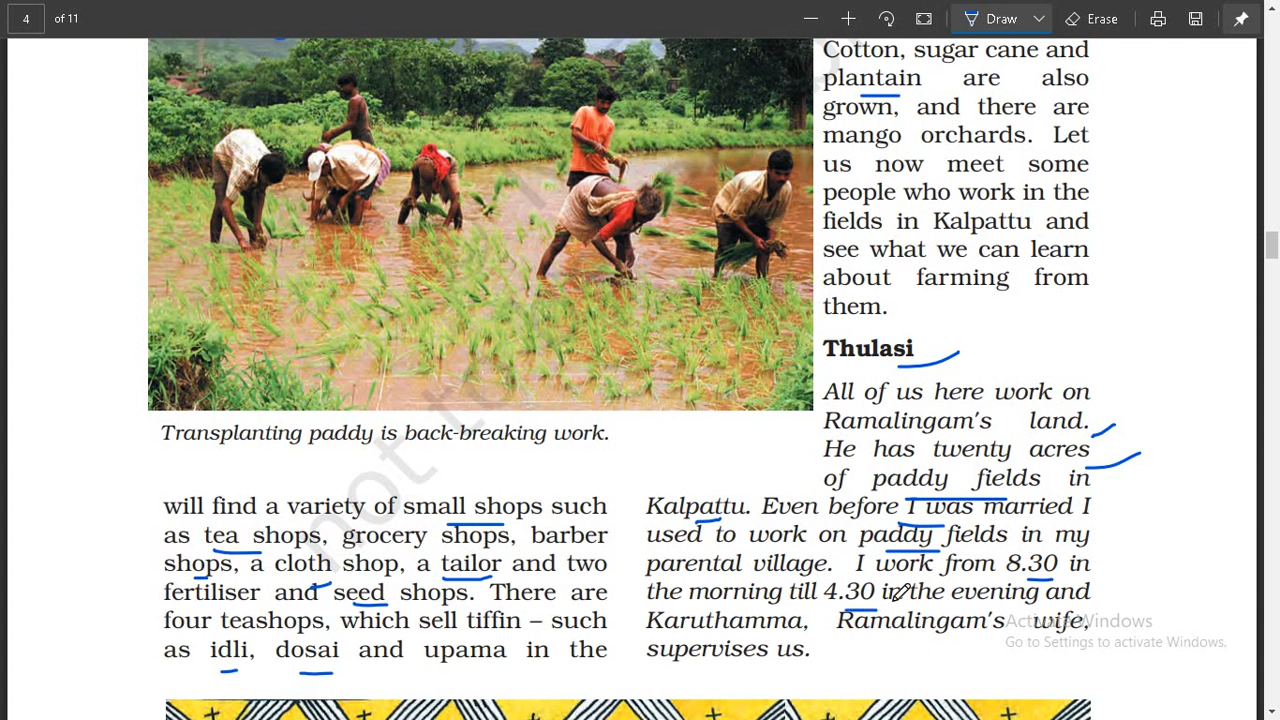 4 of 11
Draw
Erase
Cotton, sugar cane and
plantain are also
grown, and there are
mango orchards. Let
us now meet some
people who work in the
fields in Kalpattu and
see what we can learn
about farming from
them.
Thulasi
All of us here work on
Ramalingam's land.
He has twenty acres
of paddy fields in
Transplanting paddy is back-breaking work.
will find a variety of small shops such
as tea shops, grocery shops, barber
shops, a cloth shop, a tailor and two
fertiliser and seed shops. There are
four teashops, which sell tiffin – such
as idli, dosai and upama in the
Kalpattu. Even before I was married I
used to work on paddy fields in my
parental village. I work from 8.30 in
the morning till 4.30 in the evening and
Karuthamma, Ramalingam's wife,
supervises us.
Activate Windows
Go to Settings to activate Windows.
not t